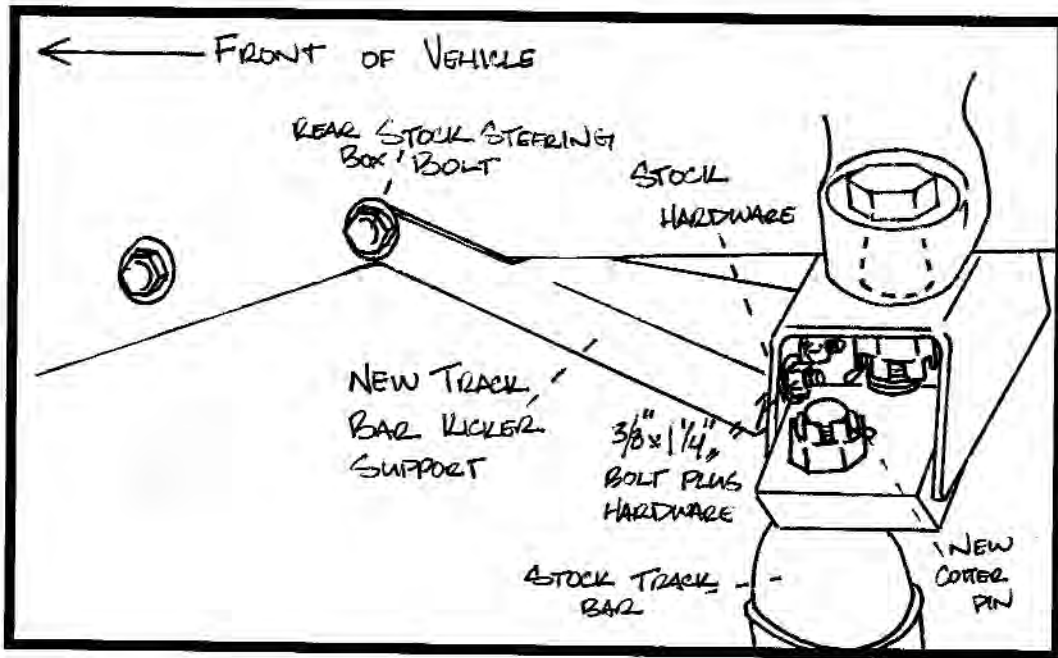 FRONT OF VEHICLE
REAR STOCK STEERING
BOX BOLT
STOCK
HARDWARE
NEW TRACK
BAR KICKER
SUPPORT
3/8" x 1 1/4"
BOLT PLUS
HARDWARE
STOCK TRACK
BAR
NEW
COTTER
PIN